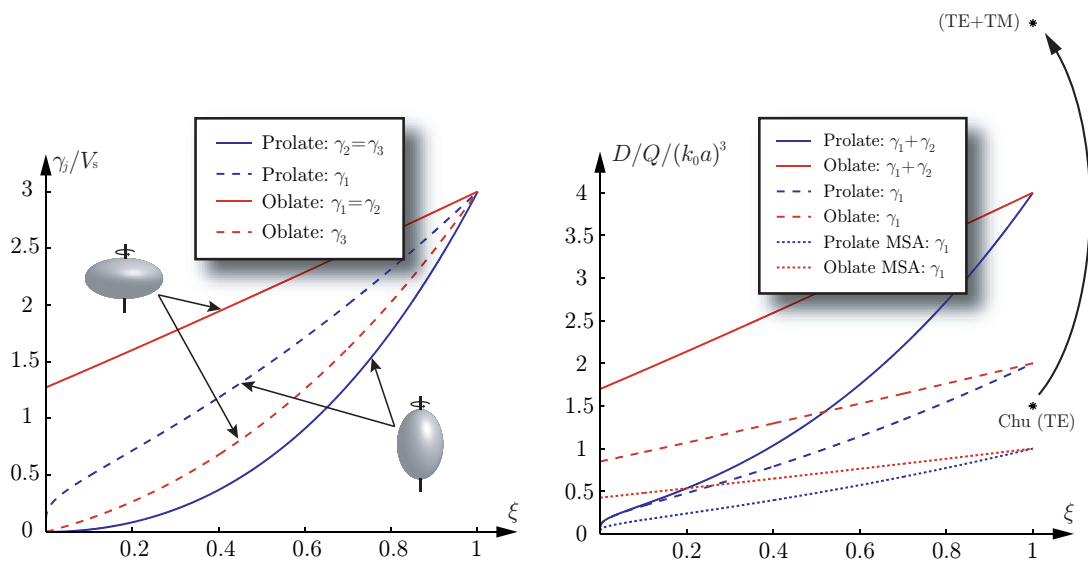 γⱼ/Vₛ
Prolate: γ₂=γ₃
Prolate: γ₁
Oblate: γ₁=γ₂
Oblate: γ₃
3
2.5
2
1.5
1
0.5
0
0.2
0.4
0.6
0.8
1
ξ
(TE+TM)
D/Q/(k₀a)³
Prolate: γ₁+γ₂
Oblate: γ₁+γ₂
Prolate: γ₁
Oblate: γ₁
Prolate MSA: γ₁
Oblate MSA: γ₁
4
3.5
3
2.5
2
1.5
1
0.5
0
Chu (TE)
0.2
0.4
0.6
0.8
1
ξ